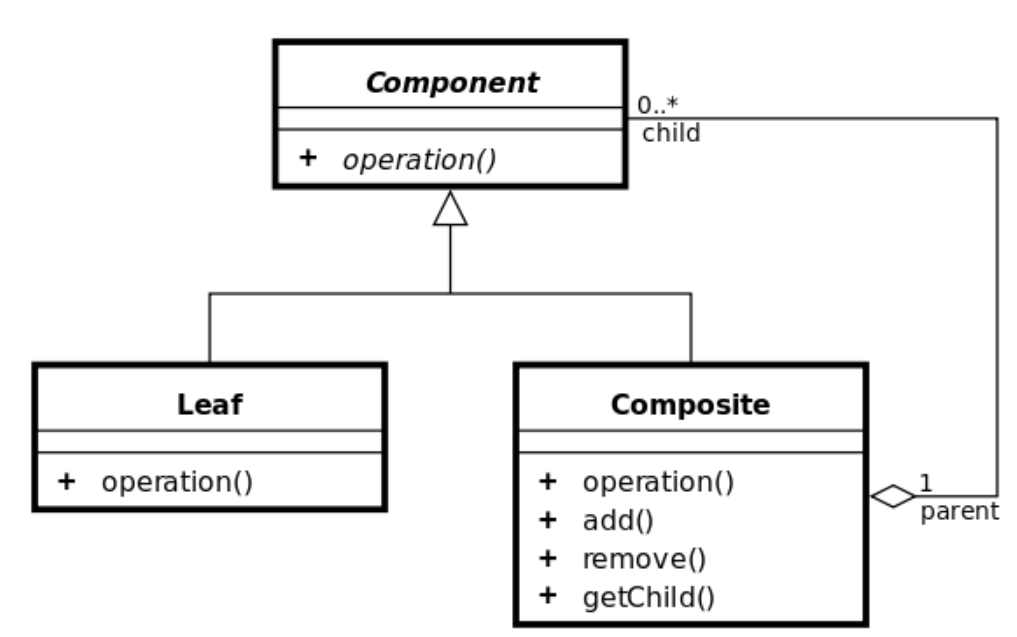 Component
+ operation()
0..*
child
Leaf
+ operation()
Composite
+ operation()
+ add()
+ remove()
+ getChild()
1
parent